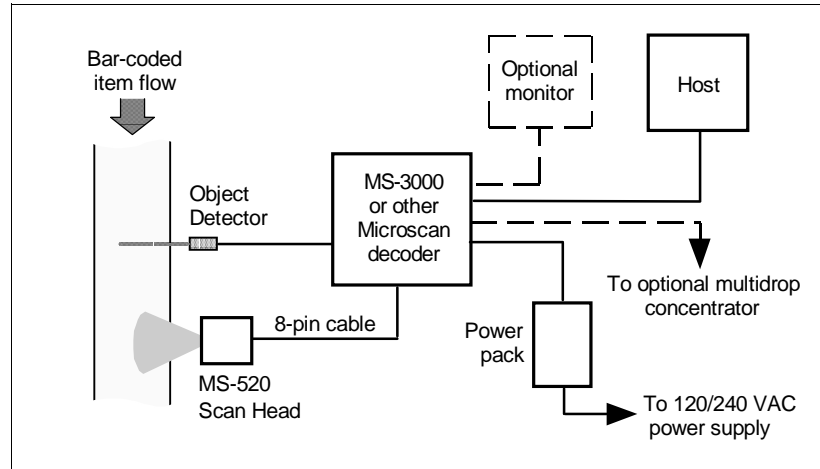 Bar-coded
item flow
Optional
monitor
Host
Object
Detector
MS-3000
or other
Microscan
decoder
To optional multidrop
concentrator
8-pin cable
Power
pack
MS-520
Scan Head
To 120/240 VAC
power supply